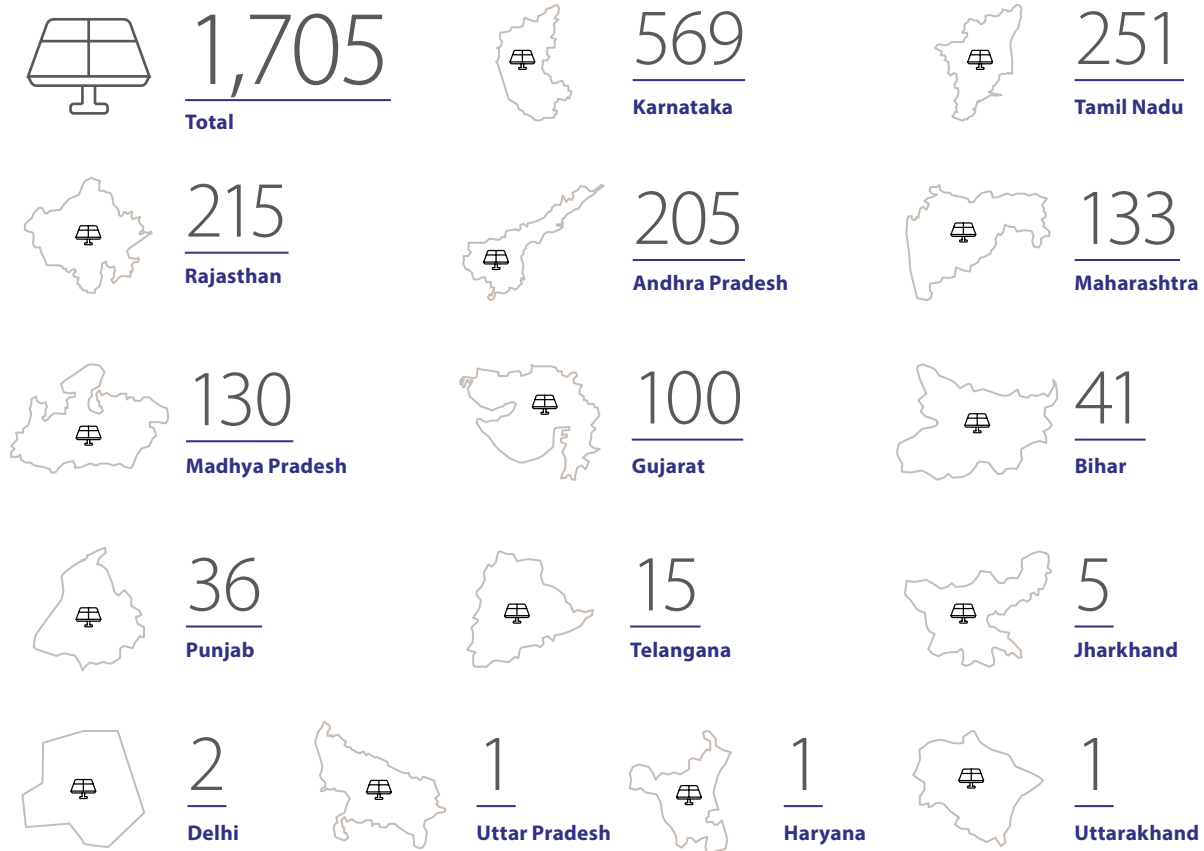 1,705
Total
569
Karnataka
251
Tamil Nadu
215
Rajasthan
205
Andhra Pradesh
133
Maharashtra
130
Madhya Pradesh
100
Gujarat
41
Bihar
36
Punjab
15
Telangana
5
Jharkhand
2
Delhi
1
Uttar Pradesh
1
Haryana
1
Uttarakhand